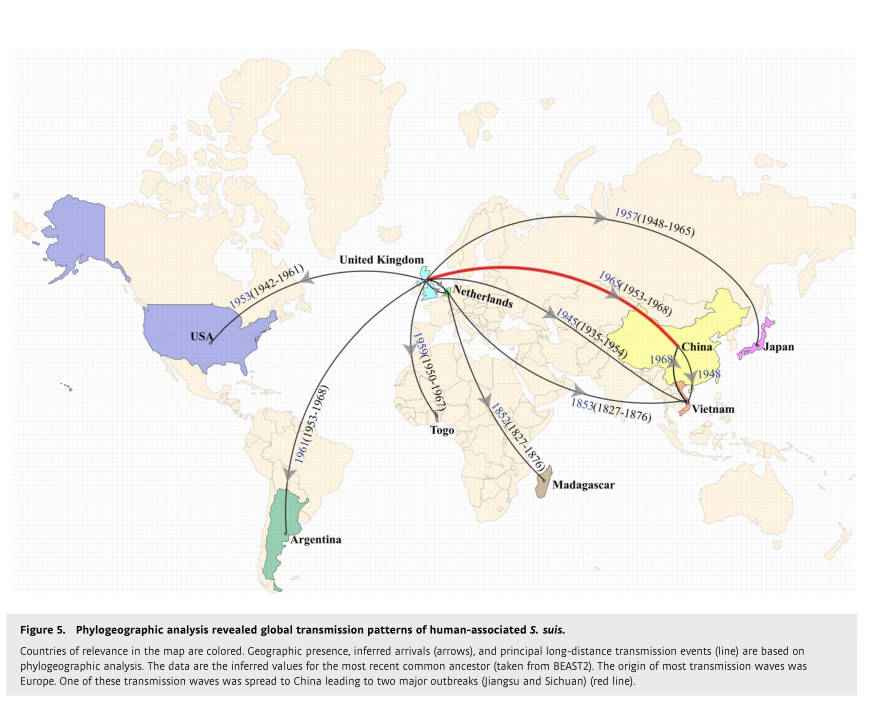 1957(1948-1965)
United Kingdom
1953(1942-1961)
Netherlands
1965(1953-1968)
1945(1935-1954)
USA
China
Japan
1968
1948
1959(1950-1967)
1853(1827-1876)
Vietnam
1961(1953-1968)
1852(1827-1876)
Togo
Madagascar
Argentina
Figure 5. Phylogeographic analysis revealed global transmission patterns of human-associated S. suis.
Countries of relevance in the map are colored. Geographic presence, inferred arrivals (arrows), and principal long-distance transmission events (line) are based on
phylogeographic analysis. The data are the inferred values for the most recent common ancestor (taken from BEAST2). The origin of most transmission waves was
Europe. One of these transmission waves was spread to China leading to two major outbreaks (Jiangsu and Sichuan) (red line).